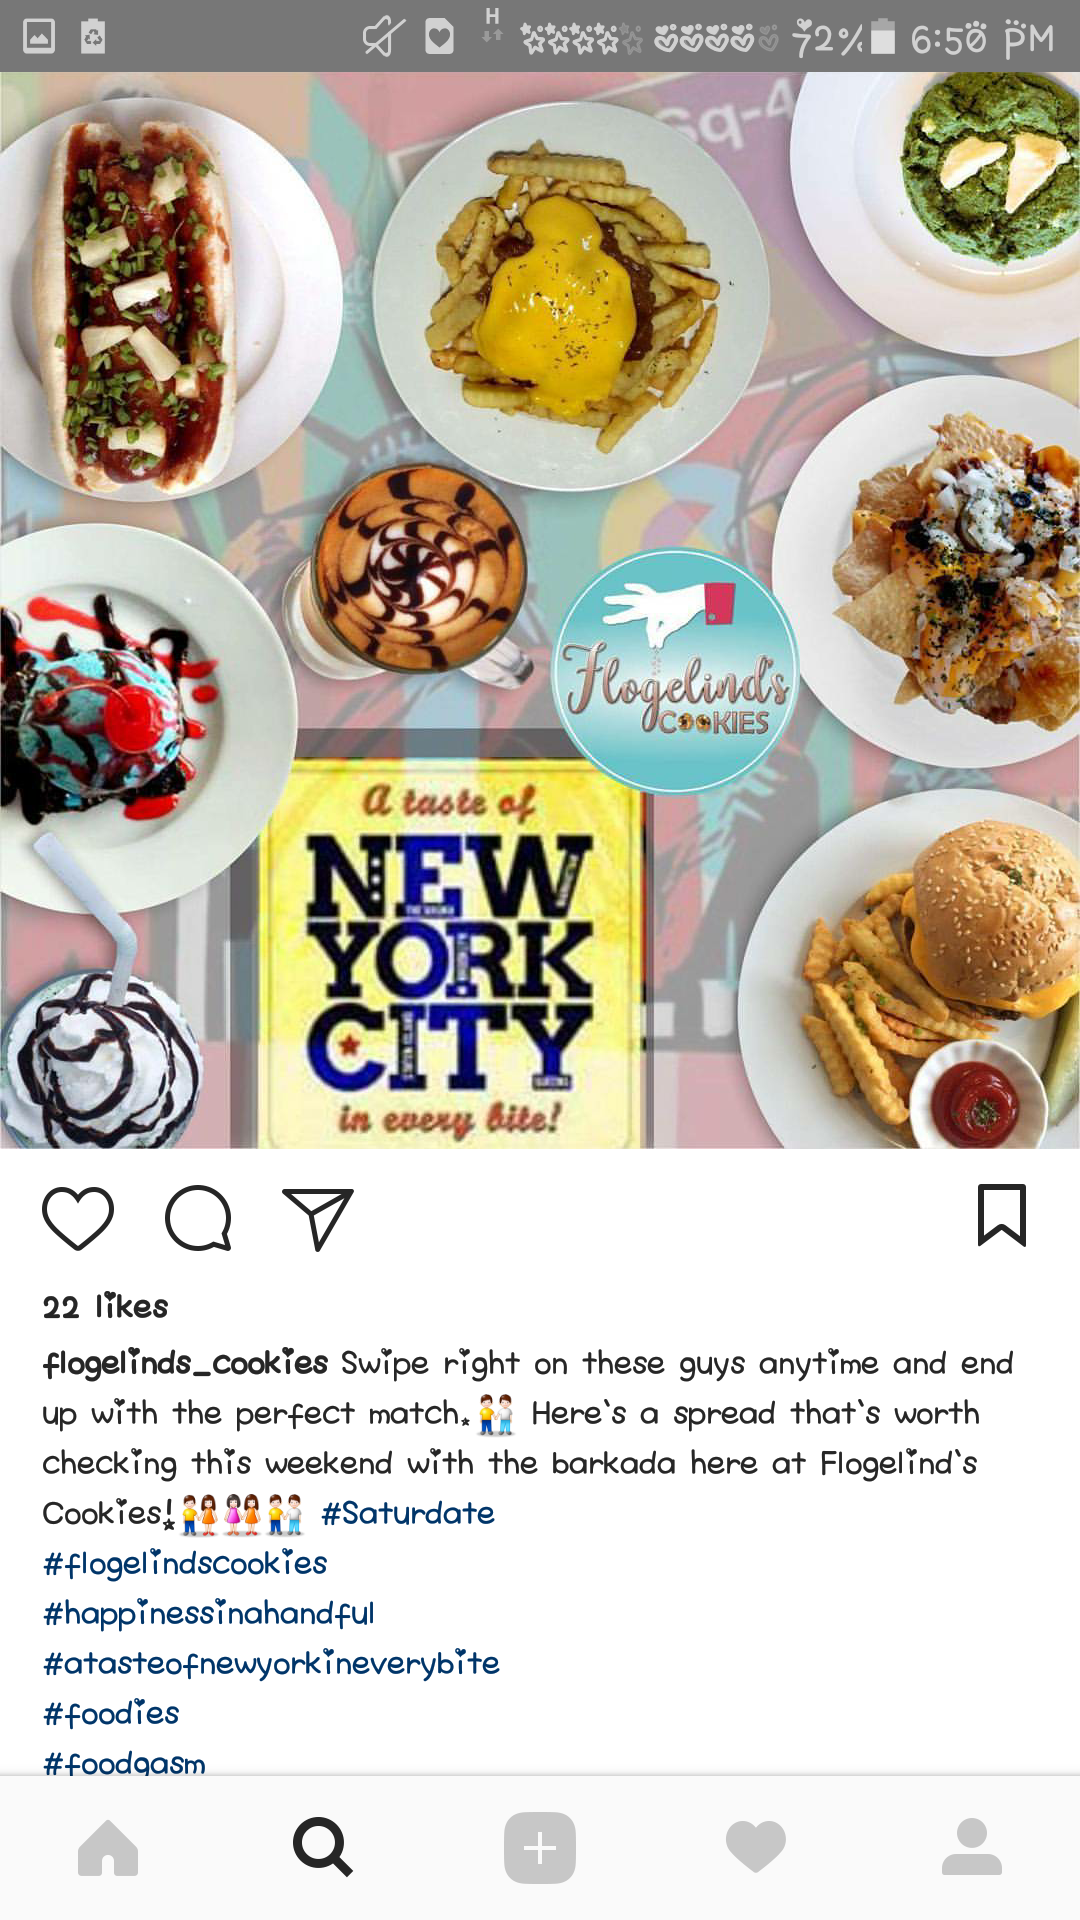 H
72% 6:50 PM
Sq-4
Flogelind's
COOKIES
A taste of
NEW
YORK
CITY
in every bite!
22 likes
flogelinds_cookies Swipe right on these guys anytime and end
up with the perfect match.👬 Here`s a spread that`s worth
checking this weekend with the barkada here at Flogelind`s
Cookies!👫👭👬 #Saturdate
#flogelindscookies
#happinessinahandful
#atasteofnewyorkineverybite
#foodies
#foodgasm